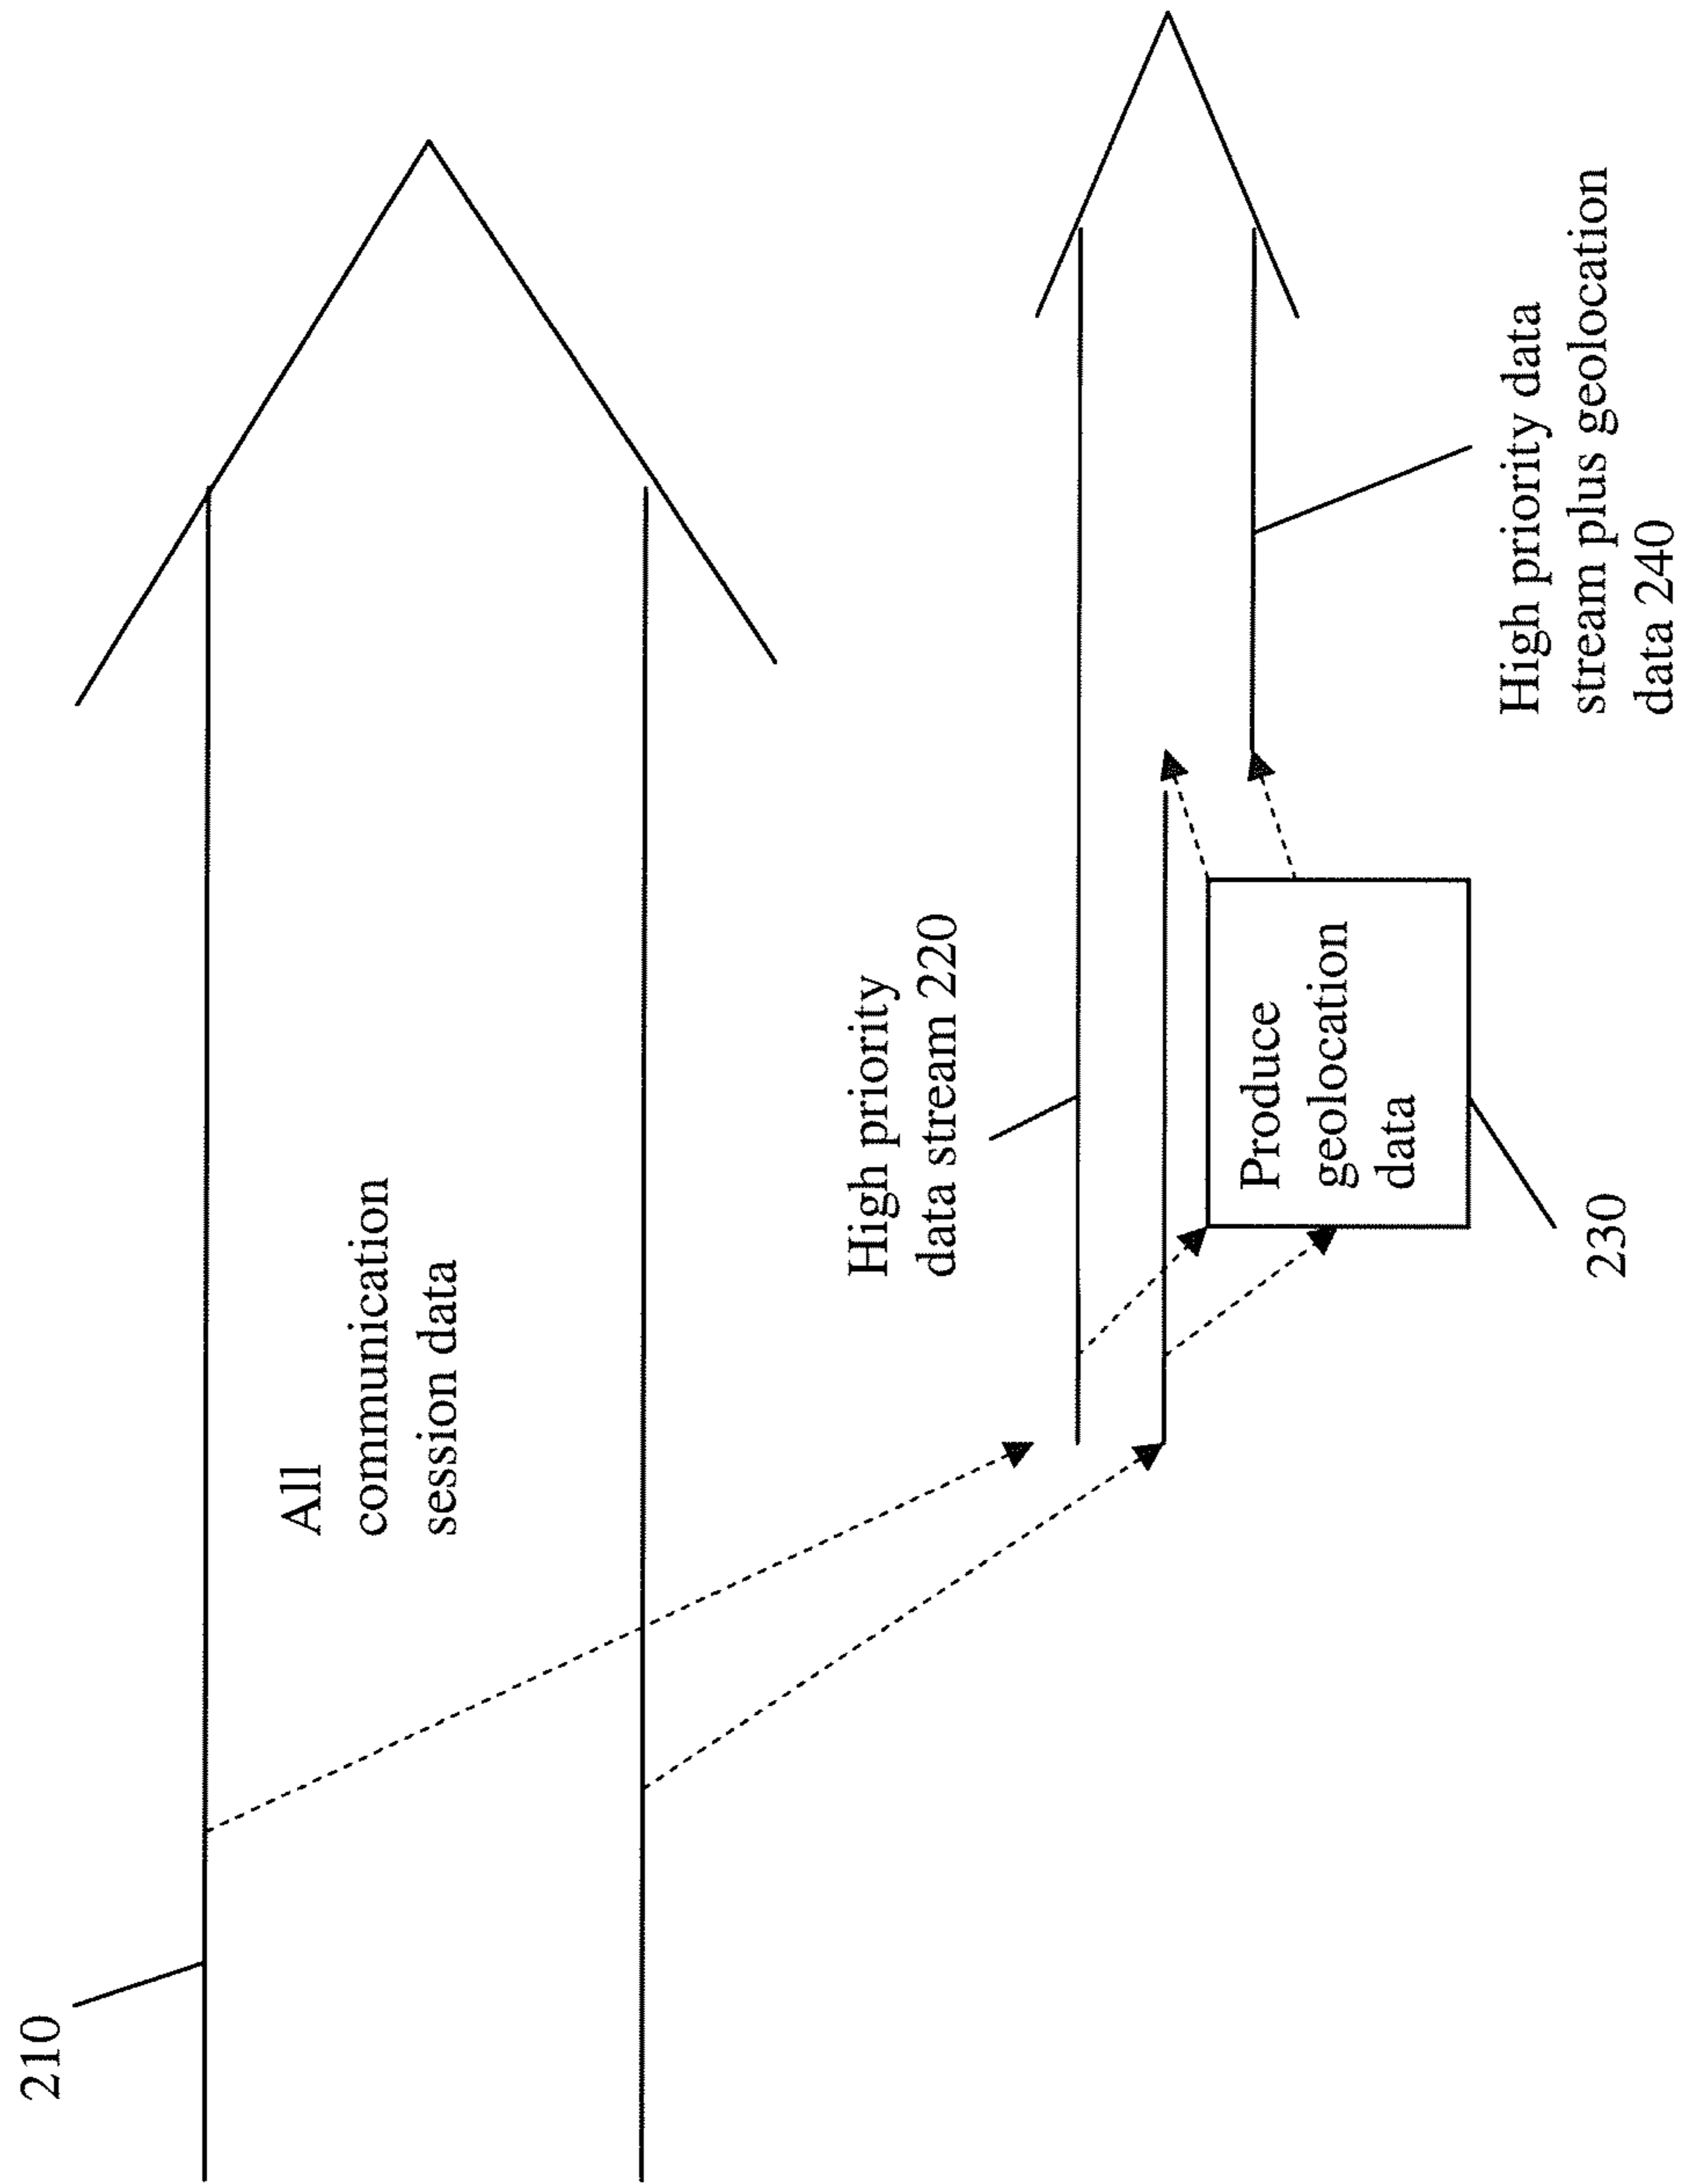 210
All
communication
session data
High priority
data stream 220
Produce
geolocation
data
230
High priority data
stream plus geolocation
data 240